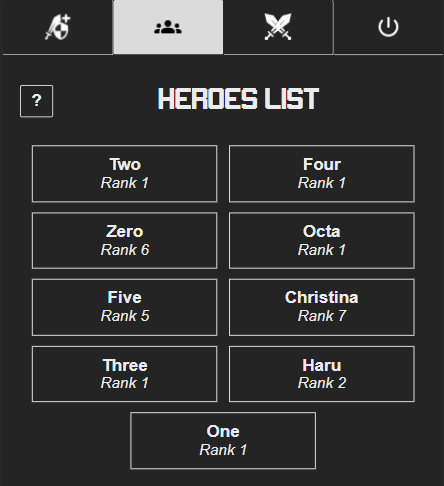 ?
HEROES LIST
Two
Rank 1
Four
Rank 1
Zero
Rank 6
Octa
Rank 1
Five
Rank 5
Christina
Rank 7
Three
Rank 1
Haru
Rank 2
One
Rank 1